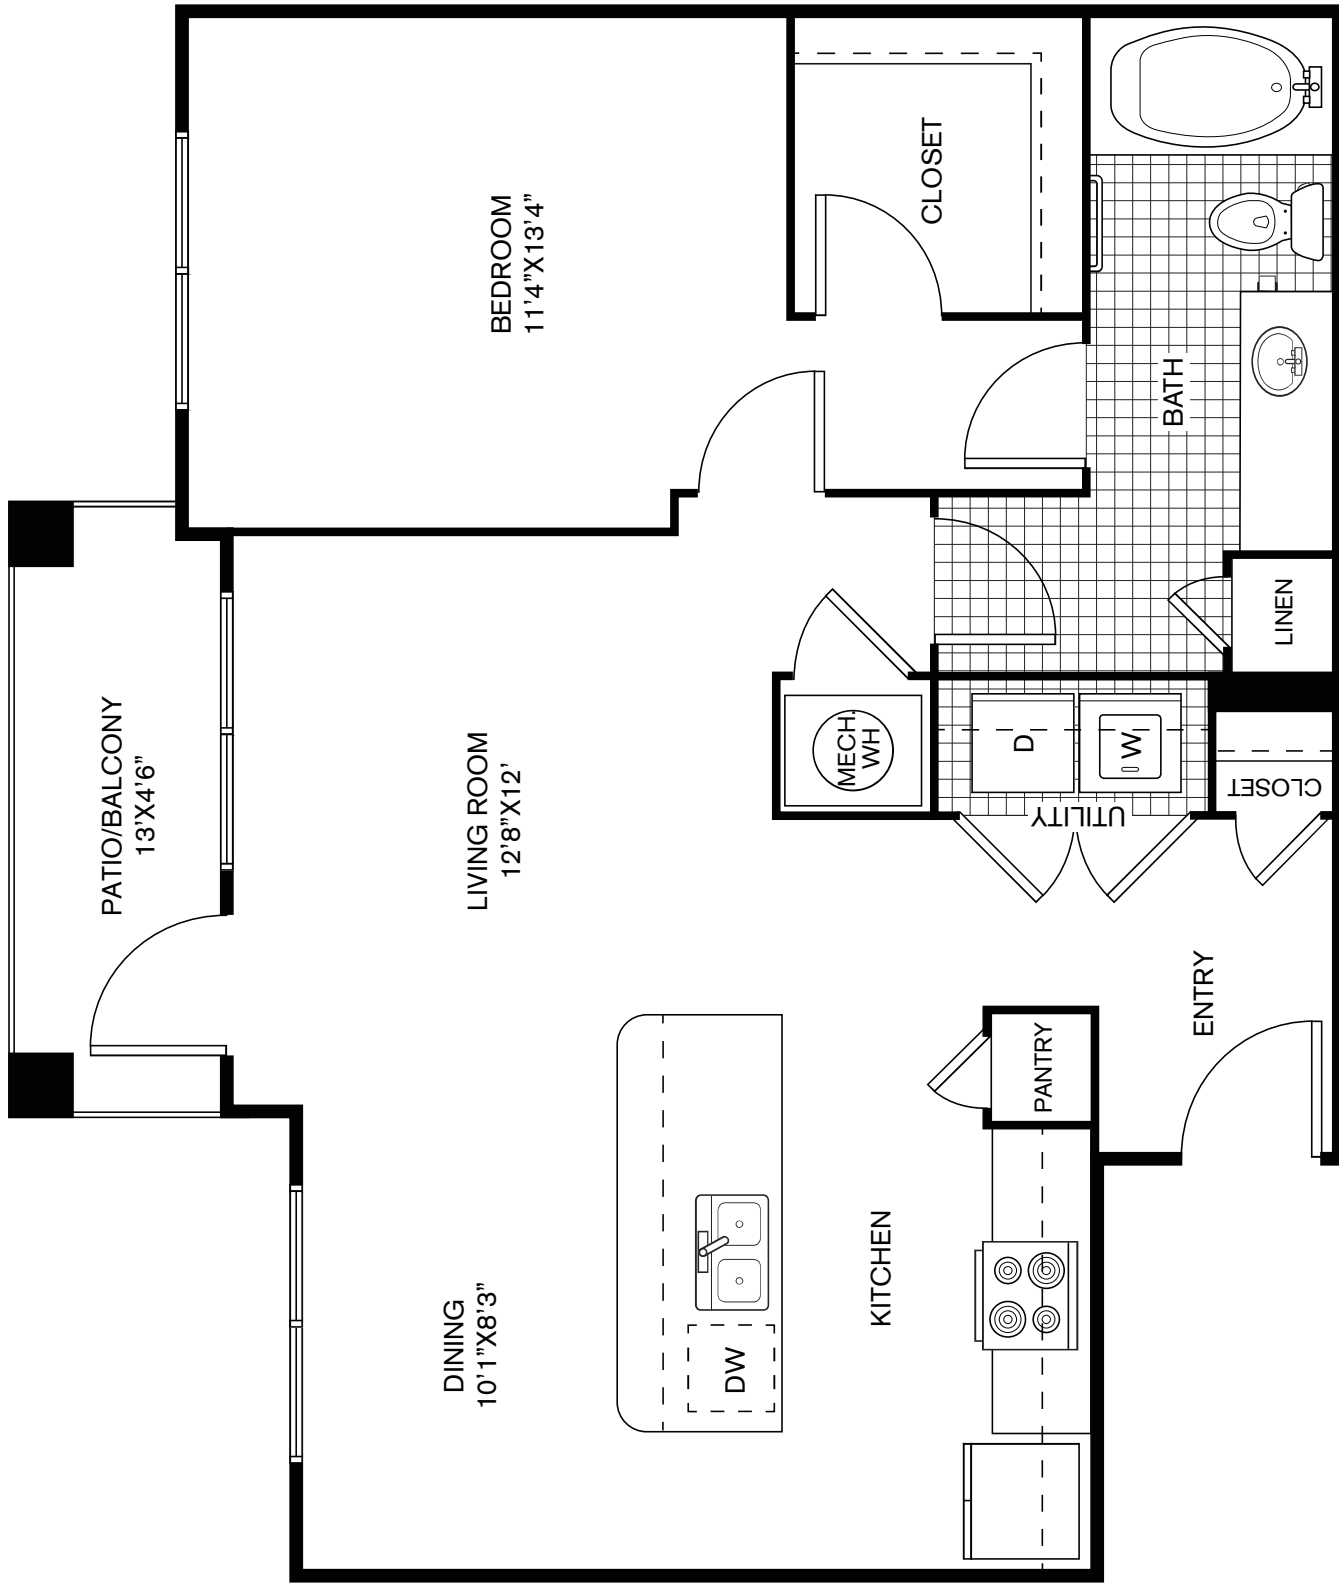 PATIO/BALCONY
13'X4'6"
BEDROOM
11'4"X13'4"
CLOSET
BATH
LINEN
LIVING ROOM
12'8"X12'
MECH.
WH
D
W
UTILITY
CLOSET
ENTRY
PANTRY
DINING
10'1"X8'3"
DW
KITCHEN